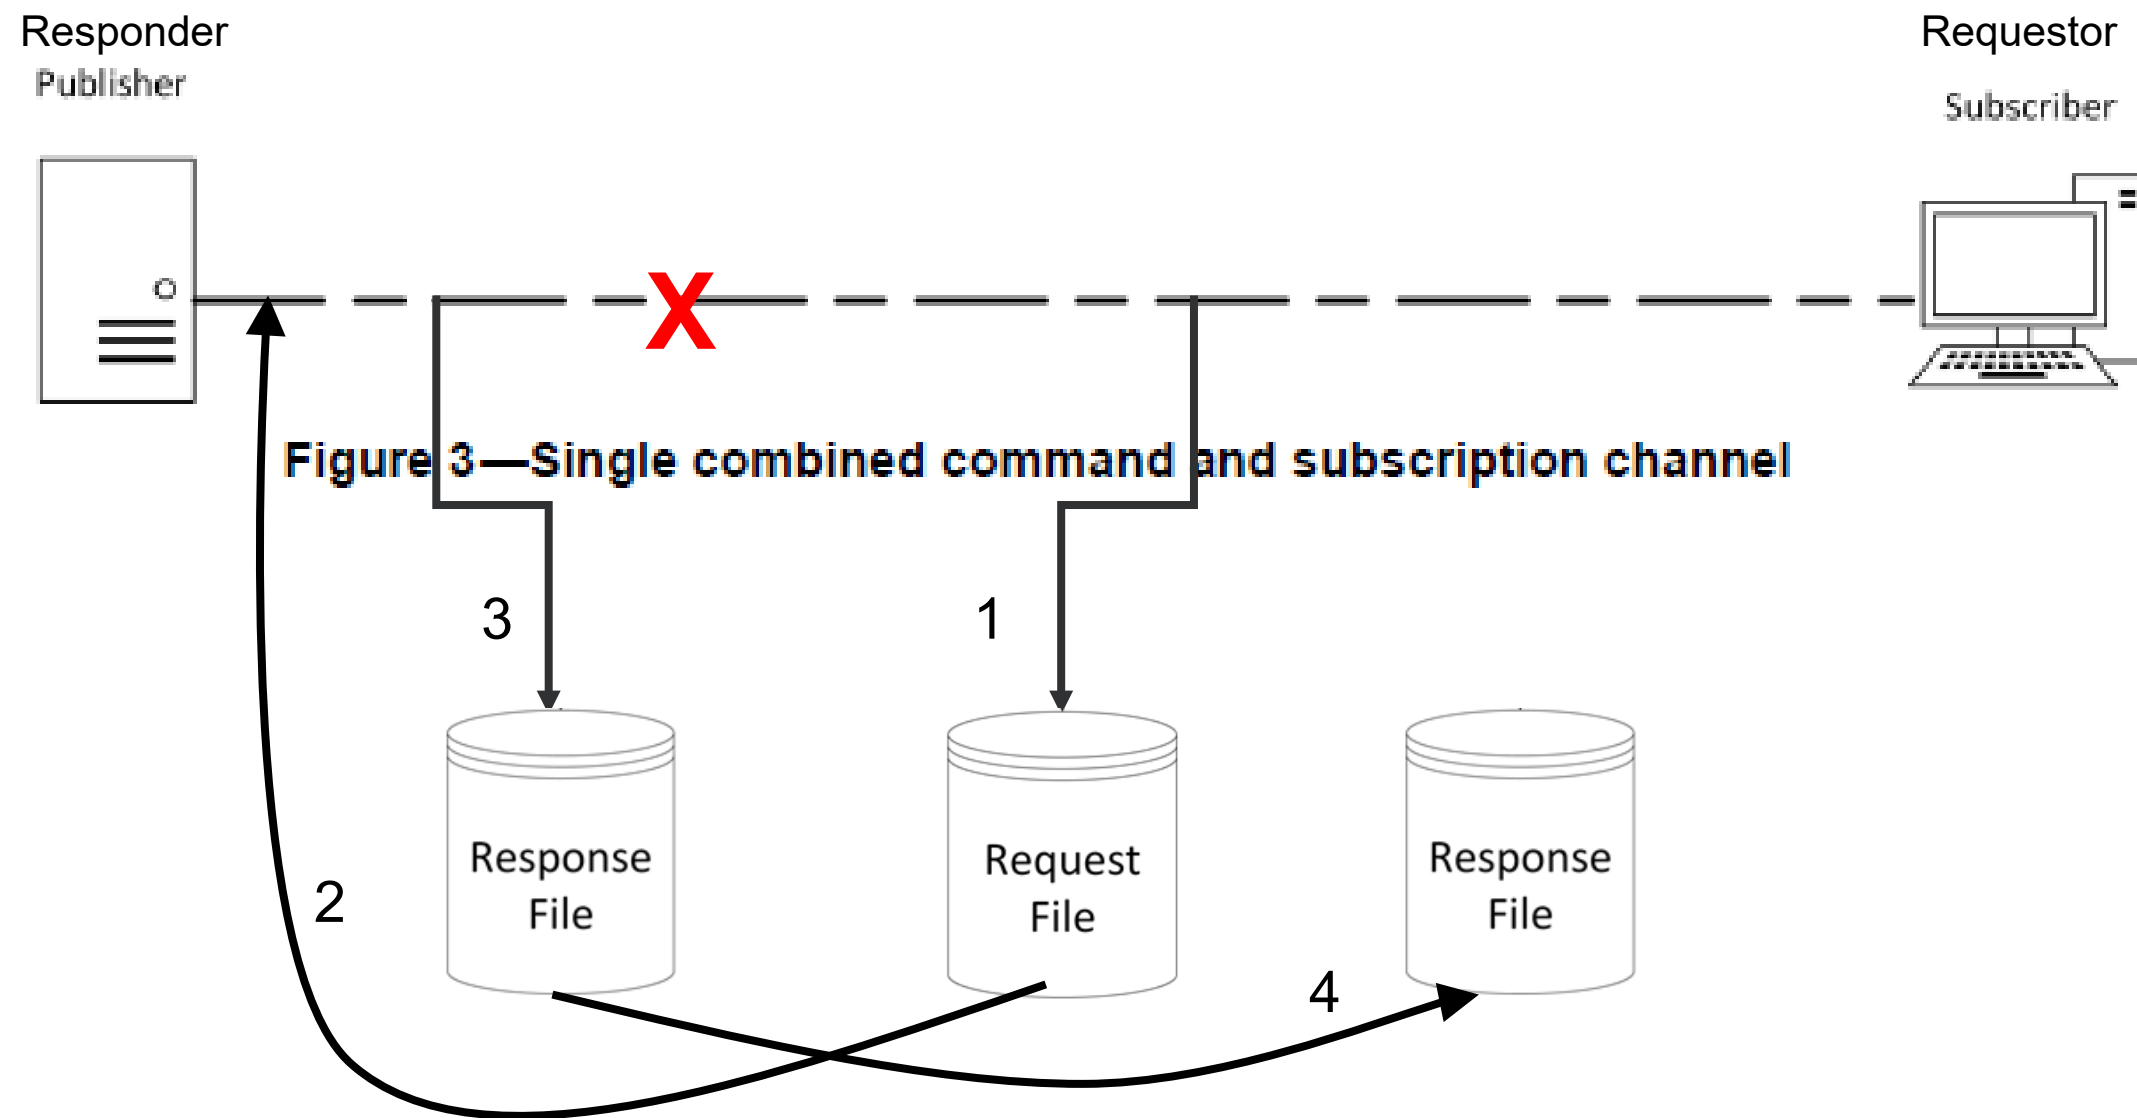 Responder
Publisher
Requestor
Subscriber
X
Figure 3—Single combined command and subscription channel
3
1
Response
File
Request
File
Response
File
2
4